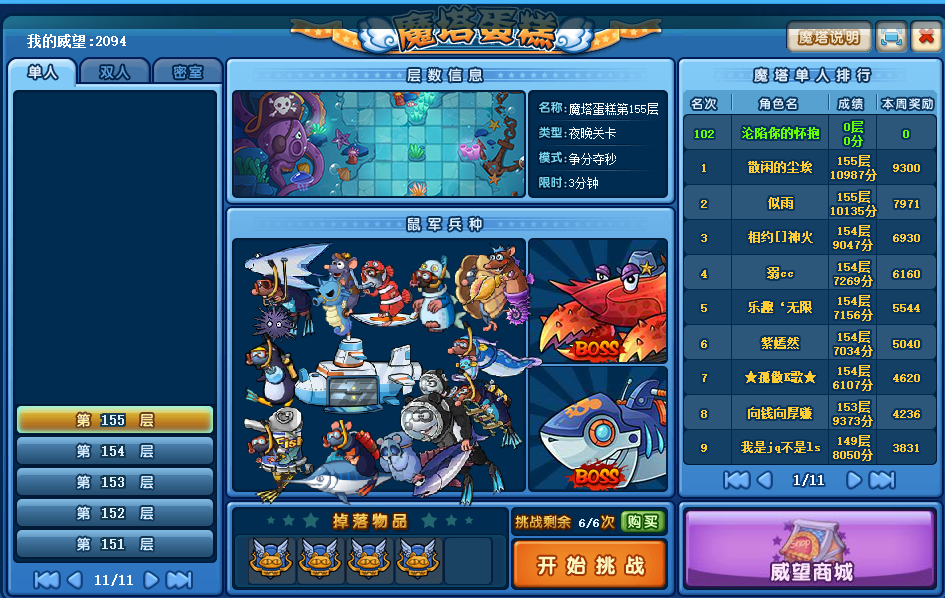 魔塔蛋糕
我的威望:2094
魔塔说明
单人 双人 密室
第 155 层
第 154 层
第 153 层
第 152 层
第 151 层
11/11
层数信息
名称:魔塔蛋糕第155层
类型:夜晚关卡
模式:争分夺秒
限时:3分钟
鼠军兵种
BOSS
BOSS
掉落物品
挑战剩余 6/6次 购买
开始挑战
魔塔单人排行
名次 角色名 成绩 本周奖励
102 沦陷你的怀抱 0层 0分 0
1 散闲的尘埃 155层 10987分 9300
2 似雨 155层 10135分 7971
3 相约[]神火 154层 9047分 6930
4 弱cc 154层 7269分 6160
5 乐趣‘无限 154层 7156分 5544
6 紫嫣然 154层 7034分 5040
7 ★孤傲K歌★ 154层 6107分 4620
8 向钱向厚赚 153层 9373分 4236
9 我是jq不是ls 149层 8050分 3831
1/11
SHOP
威望商城